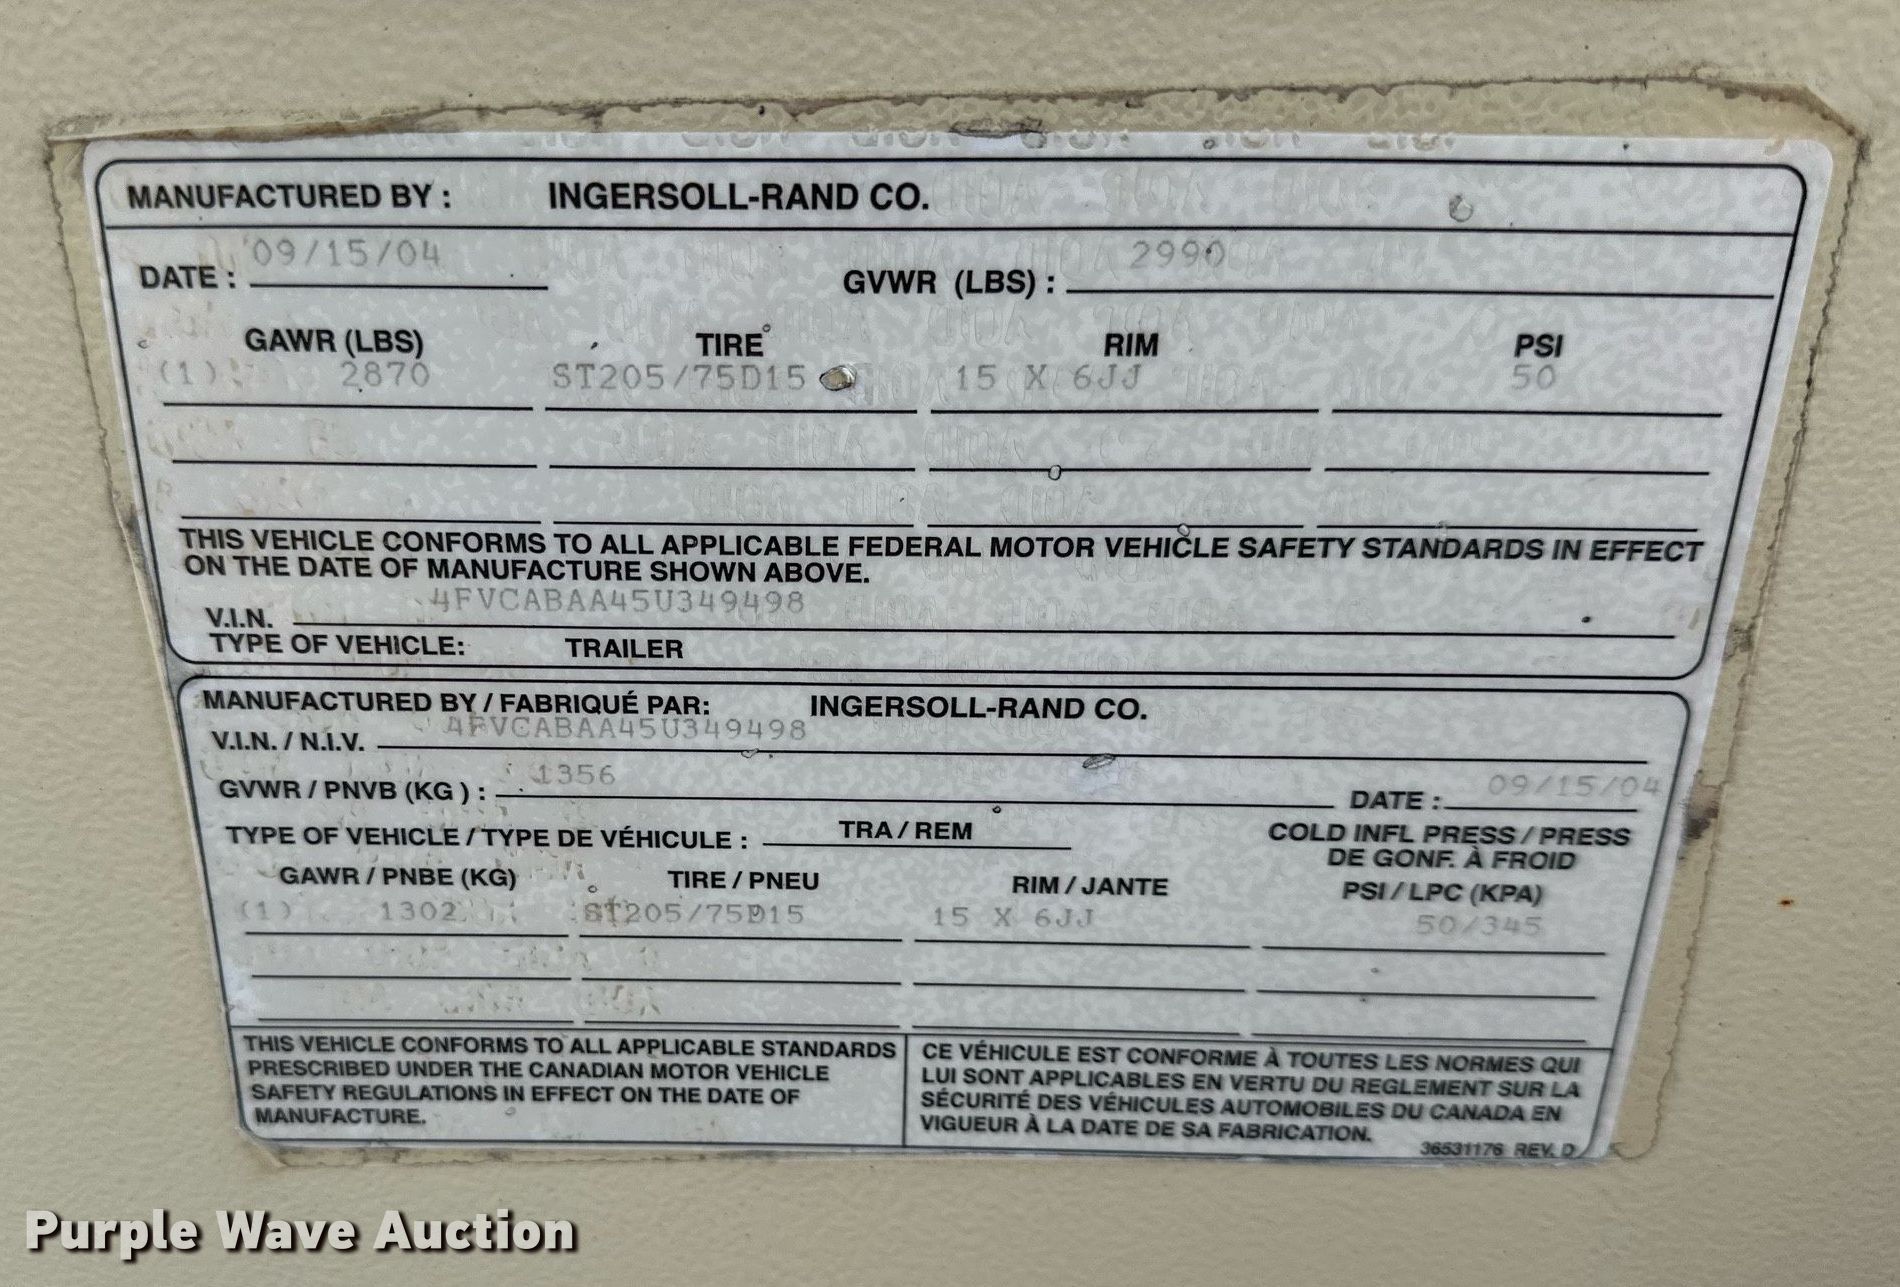 MANUFACTURED BY : INGERSOLL-RAND CO.
DATE : 09/15/04 GVWR (LBS) : 2990
GAWR (LBS) TIRE RIM PSI
(1) 2870 ST205/75D15 15 X 6JJ 50
THIS VEHICLE CONFORMS TO ALL APPLICABLE FEDERAL MOTOR VEHICLE SAFETY STANDARDS IN EFFECT
ON THE DATE OF MANUFACTURE SHOWN ABOVE.
V.I.N. 4FVCABAA45U349498
TYPE OF VEHICLE: TRAILER
MANUFACTURED BY / FABRIQUÉ PAR: INGERSOLL-RAND CO.
V.I.N. / N.I.V. 4FVCABAA45U349498
GVWR / PNVB (KG ) : 1356 DATE : 09/15/04
TYPE OF VEHICLE / TYPE DE VÉHICULE : TRA / REM
COLD INFL PRESS / PRESS
DE GONF. À FROID
GAWR / PNBE (KG) TIRE / PNEU RIM / JANTE PSI / LPC (KPA)
(1) 1302 ST205/75D15 15 X 6JJ 50/345
THIS VEHICLE CONFORMS TO ALL APPLICABLE STANDARDS
PRESCRIBED UNDER THE CANADIAN MOTOR VEHICLE
SAFETY REGULATIONS IN EFFECT ON THE DATE OF
MANUFACTURE.
CE VÉHICULE EST CONFORME À TOUTES LES NORMES QUI
LUI SONT APPLICABLES EN VERTU DU REGLEMENT SUR LA
SÉCURITÉ DES VÉHICULES AUTOMOBILES DU CANADA EN
VIGUEUR À LA DATE DE SA FABRICATION.
36531176 REV. D
Purple Wave Auction